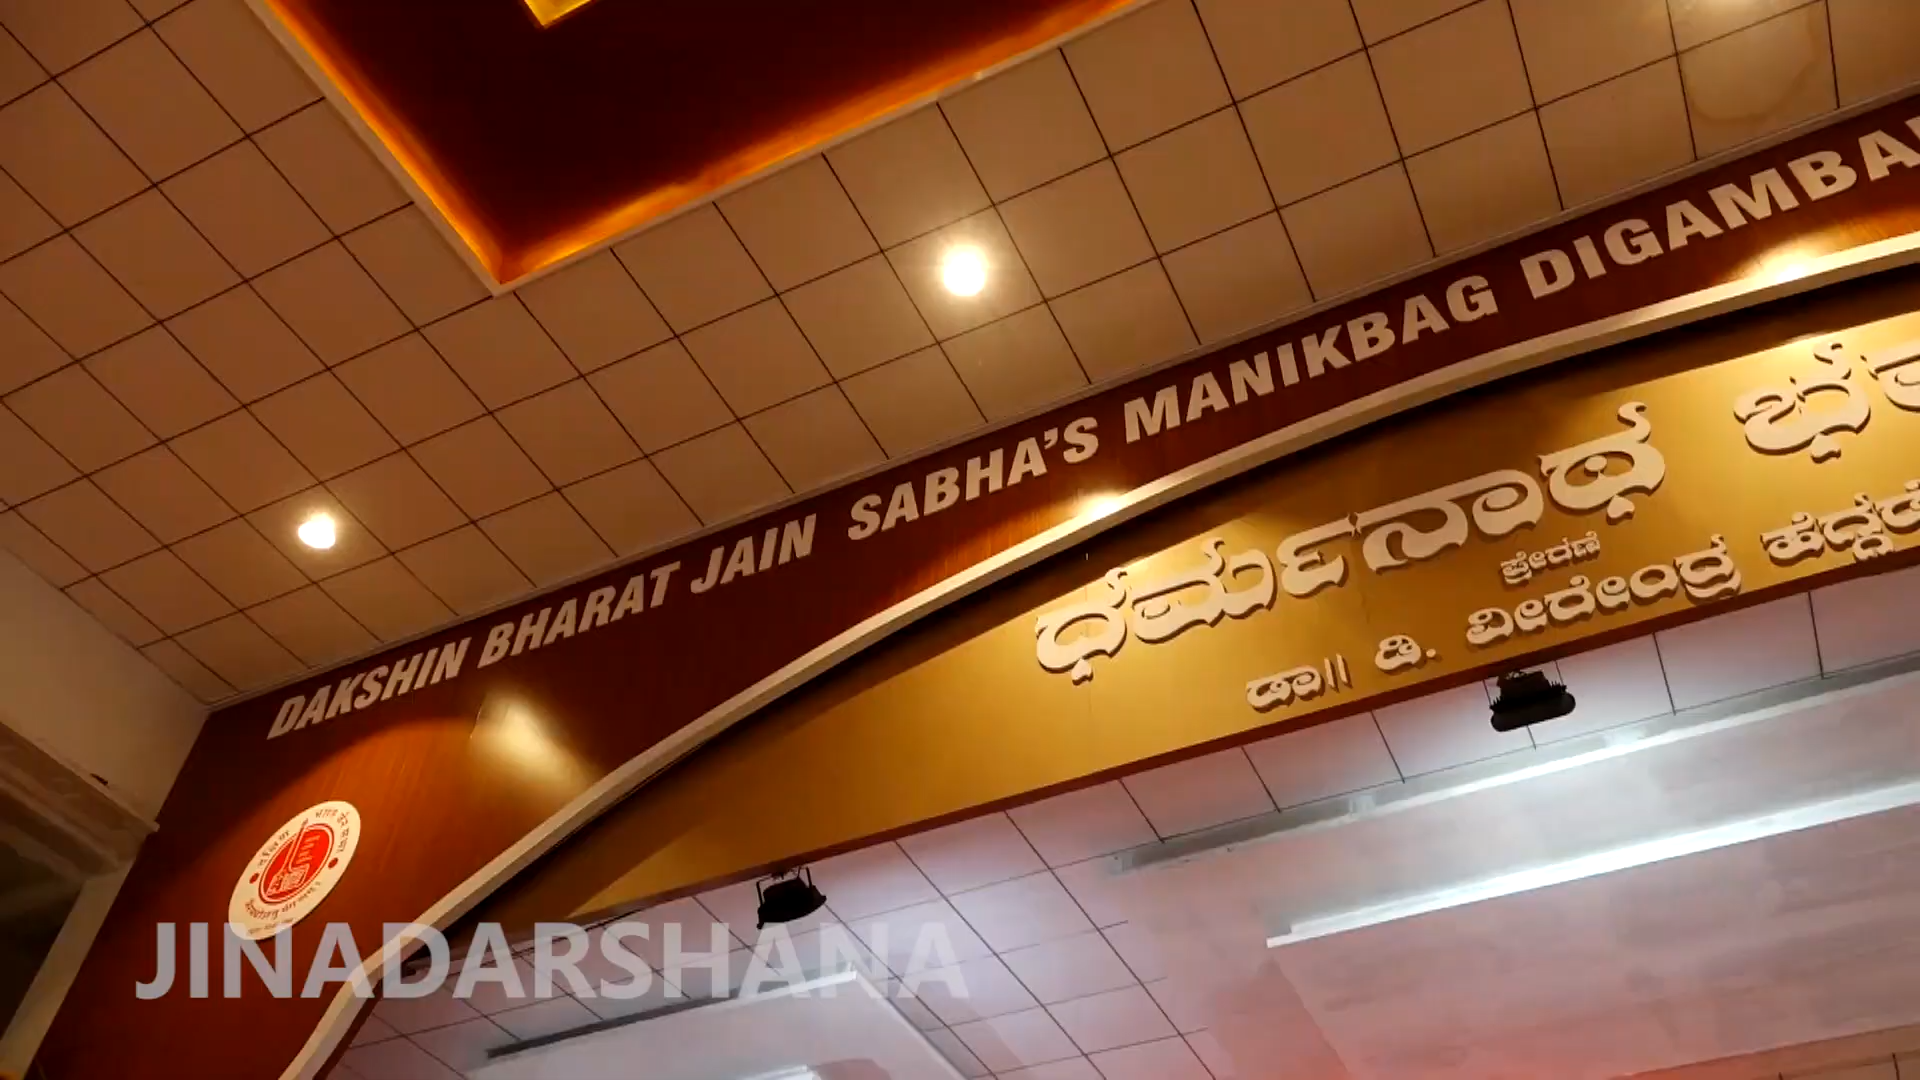 DAKSHIN BHARAT JAIN SABHA'S MANIKBAG DIGAMBA
ಧರ್ಮನಾಥ ಭ
ಪ್ರೇರಣೆ
ಡಾ|| ಡಿ. ವೀರೇಂದ್ರ ಹೆಗ್ಗಡೆ
JINADARSHANA